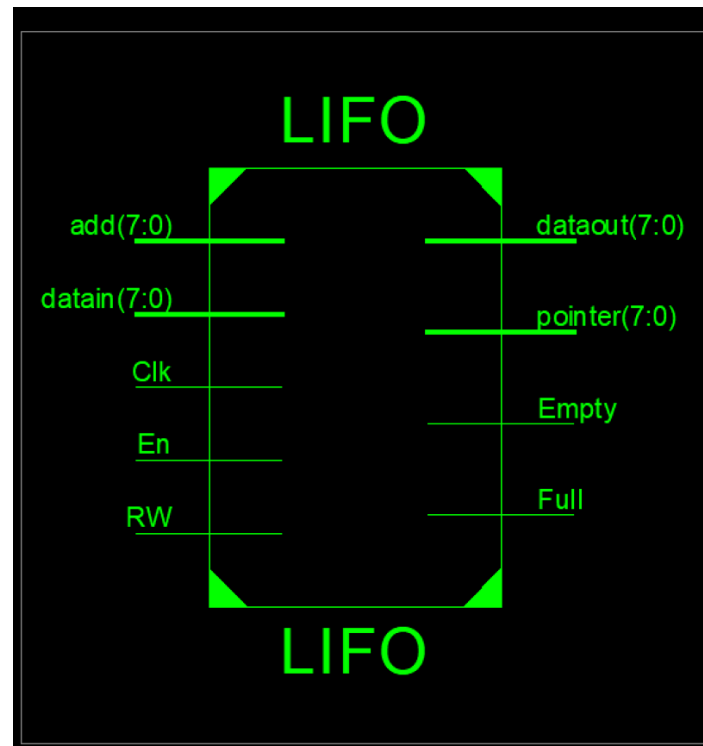 LIFO
add(7:0)
dataout(7:0)
datain(7:0)
pointer(7:0)
Clk
Empty
En
Full
RW
LIFO